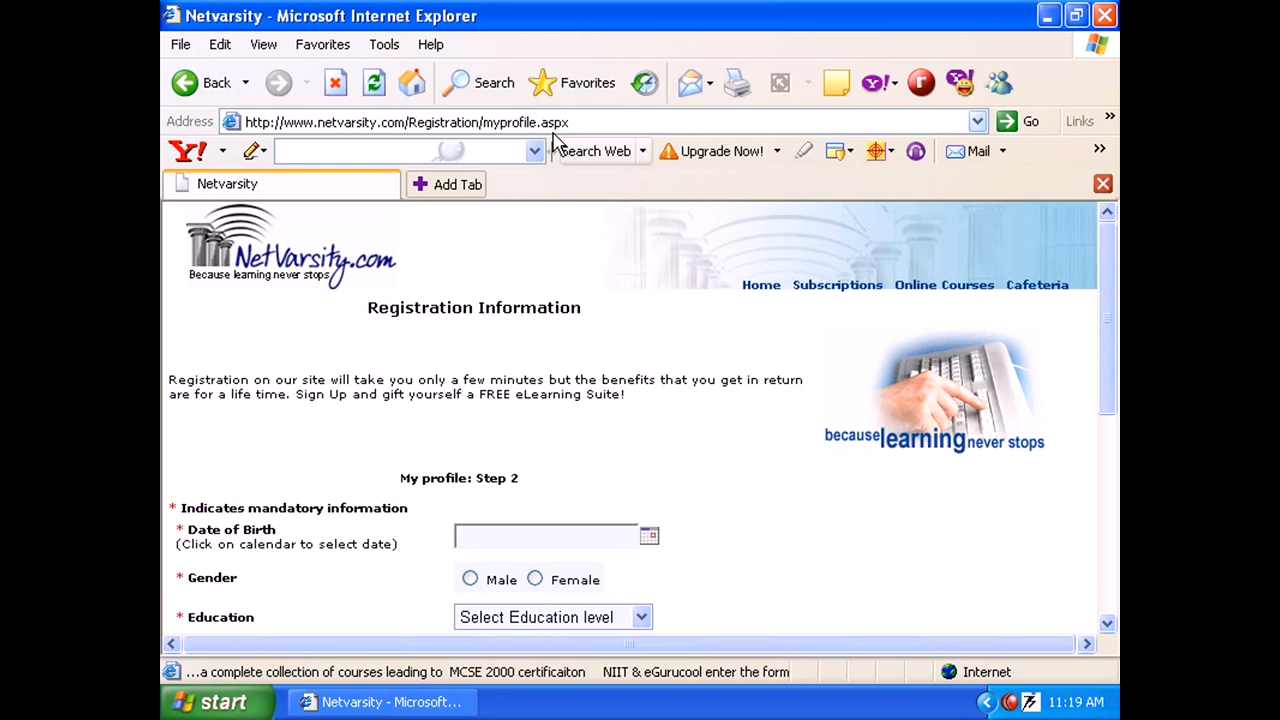 Netvarsity - Microsoft Internet Explorer
File Edit View Favorites Tools Help
Back Search Favorites
Address http://www.netvarsity.com/Registration/myprofile.aspx Go Links »
Y! Search Web Upgrade Now! Mail »
Netvarsity Add Tab
NetVarsity.com
Because learning never stops
Home Subscriptions Online Courses Cafeteria
Registration Information
Registration on our site will take you only a few minutes but the benefits that you get in return
are for a life time. Sign Up and gift yourself a FREE eLearning Suite!
because learning never stops
My profile: Step 2
* Indicates mandatory information
* Date of Birth
(Click on calendar to select date)
* Gender Male Female
* Education Select Education level
...a complete collection of courses leading to MCSE 2000 certificaiton NIIT & eGurucool enter the form Internet
start Netvarsity - Microsoft... 11:19 AM